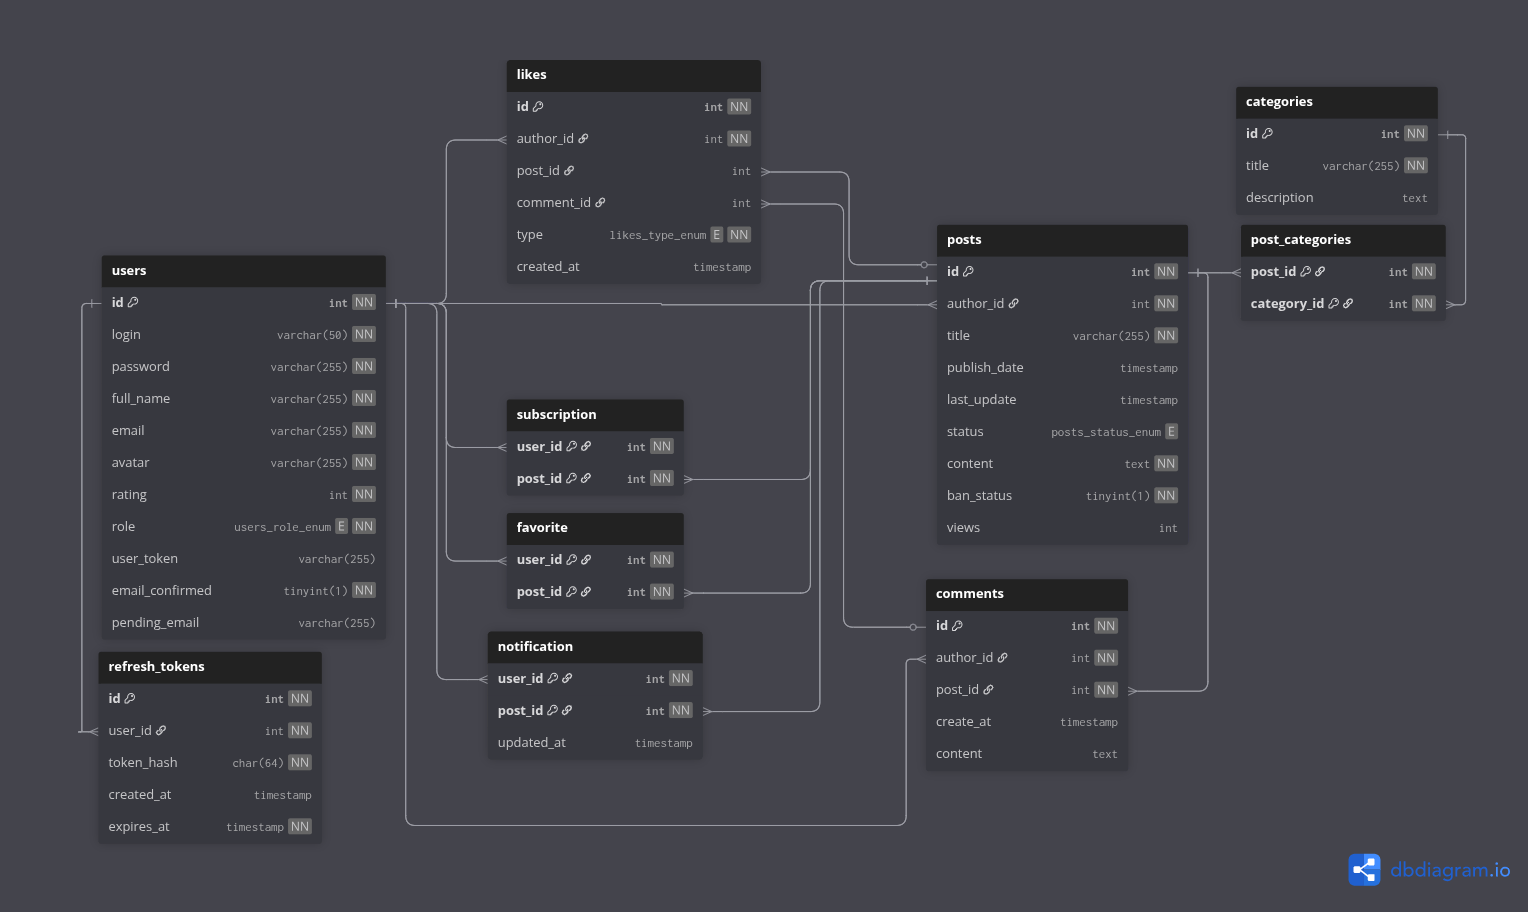 likes
id int NN
author_id int NN
post_id int
comment_id int
type likes_type_enum E NN
created_at timestamp
categories
id int NN
title varchar(255) NN
description text
users
id int NN
login varchar(50) NN
password varchar(255) NN
full_name varchar(255) NN
email varchar(255) NN
avatar varchar(255) NN
rating int NN
role users_role_enum E NN
user_token varchar(255)
email_confirmed tinyint(1) NN
pending_email varchar(255)
posts
id int NN
author_id int NN
title varchar(255) NN
publish_date timestamp
last_update timestamp
status posts_status_enum E
content text NN
ban_status tinyint(1) NN
views int
post_categories
post_id int NN
category_id int NN
subscription
user_id int NN
post_id int NN
favorite
user_id int NN
post_id int NN
notification
user_id int NN
post_id int NN
updated_at timestamp
comments
id int NN
author_id int NN
post_id int NN
create_at timestamp
content text
refresh_tokens
id int NN
user_id int NN
token_hash char(64) NN
created_at timestamp
expires_at timestamp NN
dbdiagram.io